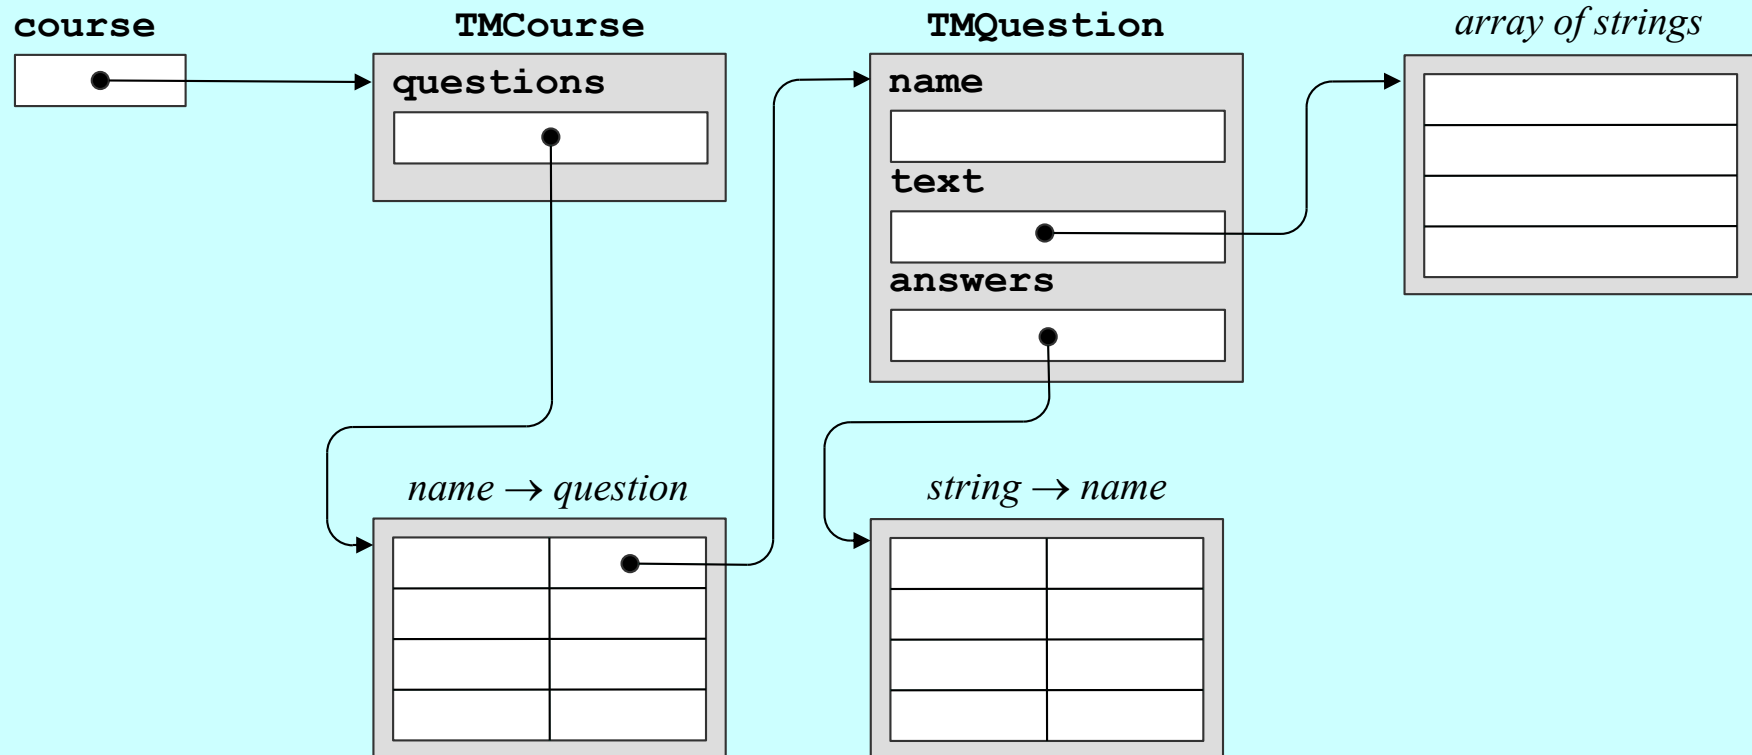 course
TMCourse
TMQuestion
array of strings
questions
name
text
answers
name → question
string → name